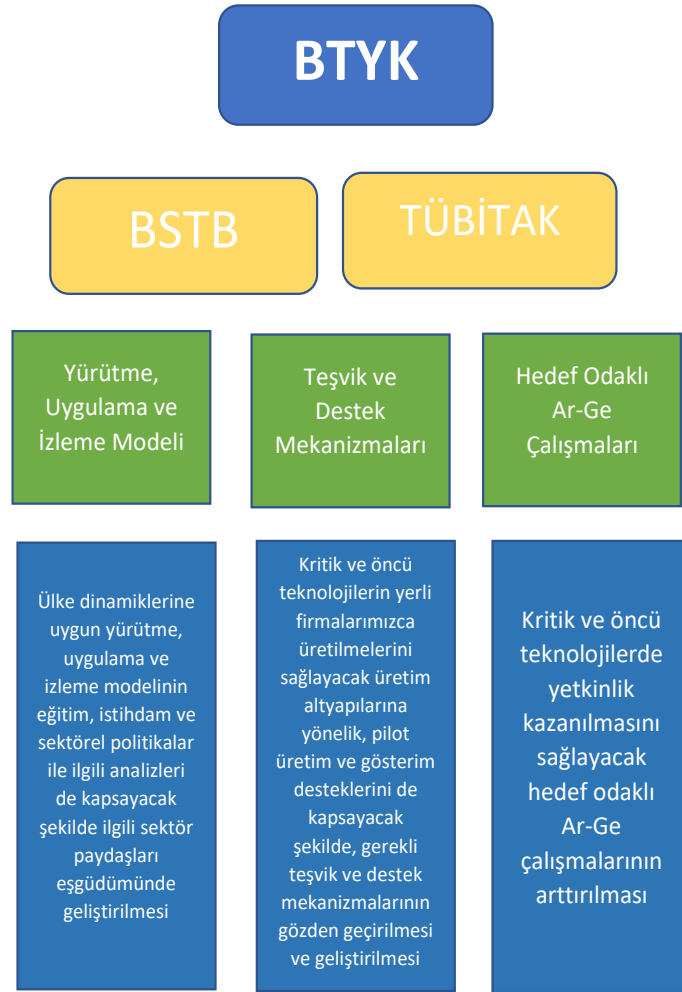 BTYK
BSTB
TÜBİTAK
Yürütme,
Uygulama ve
İzleme Modeli
Teşvik ve
Destek
Mekanizmaları
Hedef Odaklı
Ar-Ge
Çalışmaları
Ülke dinamiklerine
uygun yürütme,
uygulama ve
izleme modelinin
eğitim, istihdam ve
sektörel politikalar
ile ilgili analizleri
de kapsayacak
şekilde ilgili sektör
paydaşları
eşgüdümünde
geliştirilmesi
Kritik ve öncü
teknolojilerin yerli
firmalarımızca
üretilmelerini
sağlayacak üretim
altyapılarına
yönelik, pilot
üretim ve gösterim
desteklerini de
kapsayacak
şekilde, gerekli
teşvik ve destek
mekanizmalarının
gözden geçirilmesi
ve geliştirilmesi
Kritik ve öncü
teknolojilerde
yetkinlik
kazanılmasını
sağlayacak
hedef odaklı
Ar-Ge
çalışmalarının
arttırılması